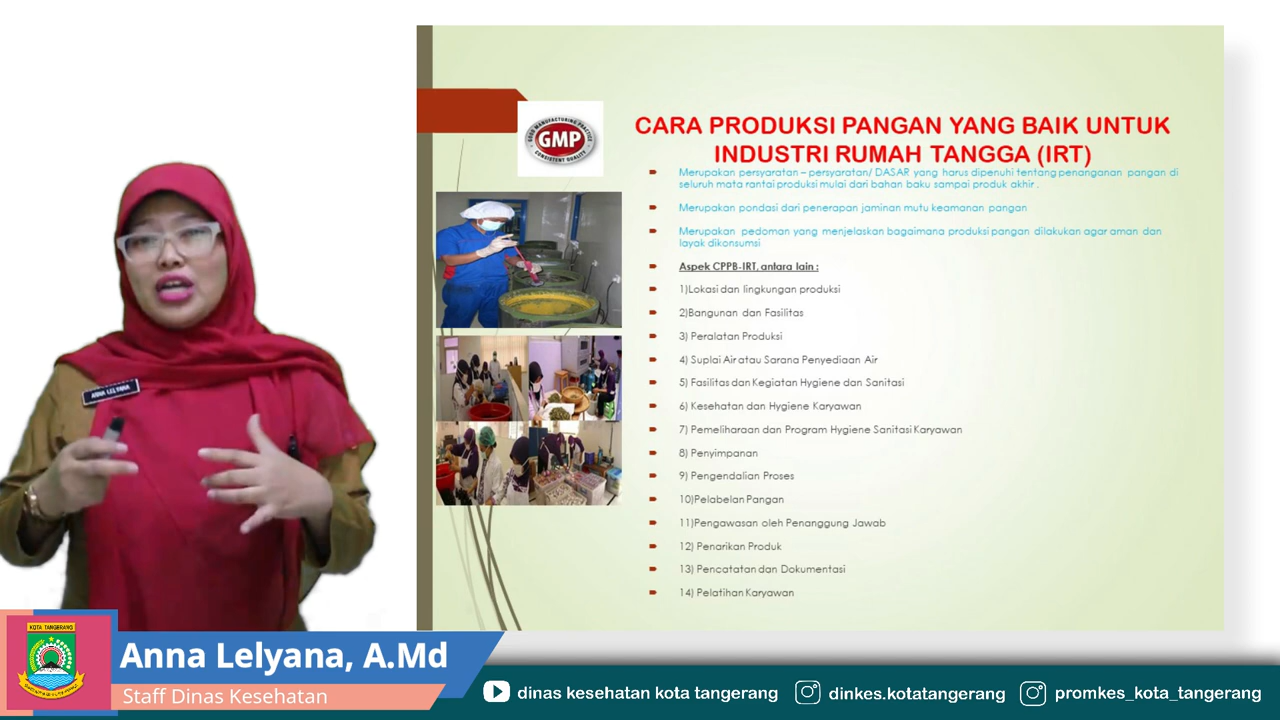 GOOD MANUFACTURING PRACTICE
GMP
CONSISTENT QUALITY
CARA PRODUKSI PANGAN YANG BAIK UNTUK
INDUSTRI RUMAH TANGGA (IRT)
Merupakan persyaratan – persyaratan/ DASAR yang harus dipenuhi tentang penanganan pangan di
seluruh mata rantai produksi mulai dari bahan baku sampai produk akhir .
Merupakan pondasi dari penerapan jaminan mutu keamanan pangan
Merupakan pedoman yang menjelaskan bagaimana produksi pangan dilakukan agar aman dan
layak dikonsumsi
Aspek CPPB-IRT, antara lain :
1)Lokasi dan lingkungan produksi
2)Bangunan dan Fasilitas
3) Peralatan Produksi
4) Suplai Air atau Sarana Penyediaan Air
5) Fasilitas dan Kegiatan Hygiene dan Sanitasi
6) Kesehatan dan Hygiene Karyawan
7) Pemeliharaan dan Program Hygiene Sanitasi Karyawan
8) Penyimpanan
9) Pengendalian Proses
10)Pelabelan Pangan
11)Pengawasan oleh Penanggung Jawab
12) Penarikan Produk
13) Pencatatan dan Dokumentasi
14) Pelatihan Karyawan
ANNA LELYANA
KOTA TANGERANG
Anna Lelyana, A.Md
Staff Dinas Kesehatan
dinas kesehatan kota tangerang
dinkes.kotatangerang
promkes_kota_tangerang